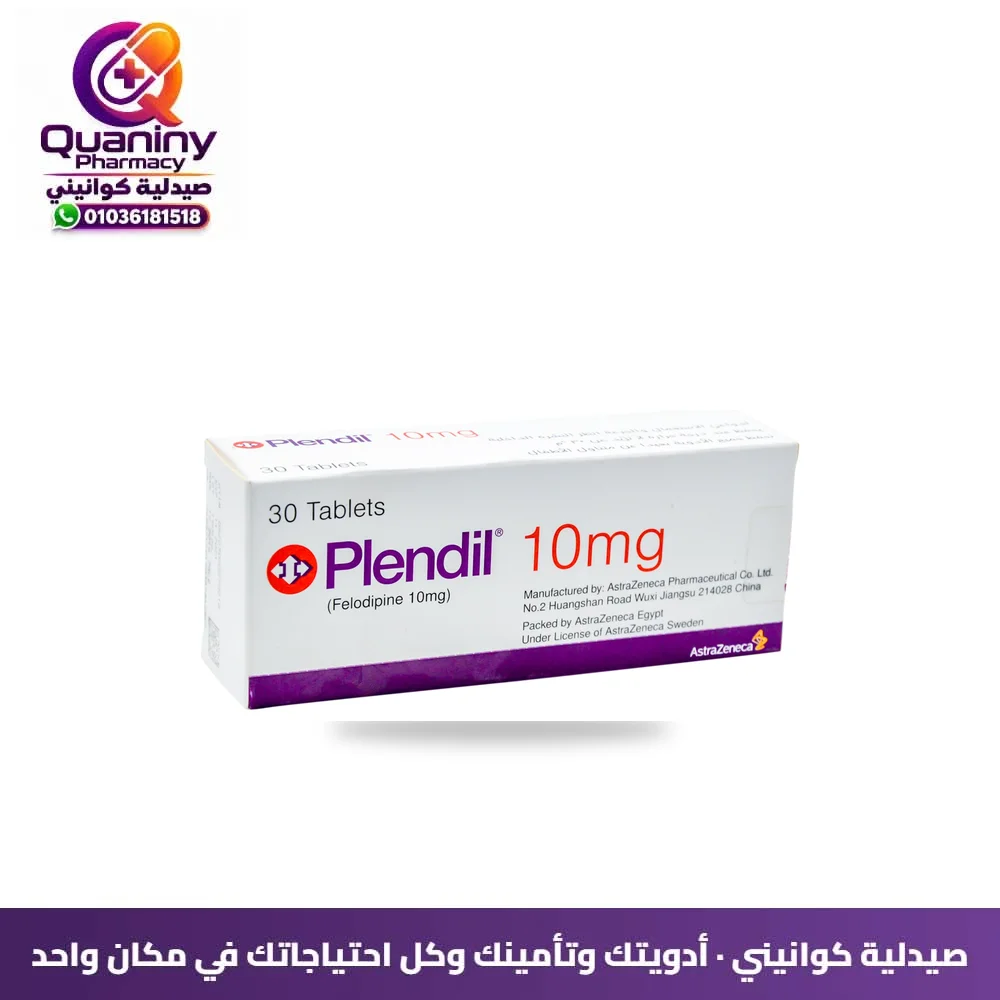 Quaniny
Pharmacy
صيدلية كوانيني
01036181518
Plendil 10mg
30 Tablets
30 Tablets
Plendil® 10mg
(Felodipine 10mg)
Manufactured by: AstraZeneca Pharmaceutical Co. Ltd.
No.2 Huangshan Road Wuxi Jiangsu 214028 China
Packed by AstraZeneca Egypt
Under License of AstraZeneca Sweden
AstraZeneca
صيدلية كوانيني · أدويتك وتأمينك وكل احتياجاتك في مكان واحد